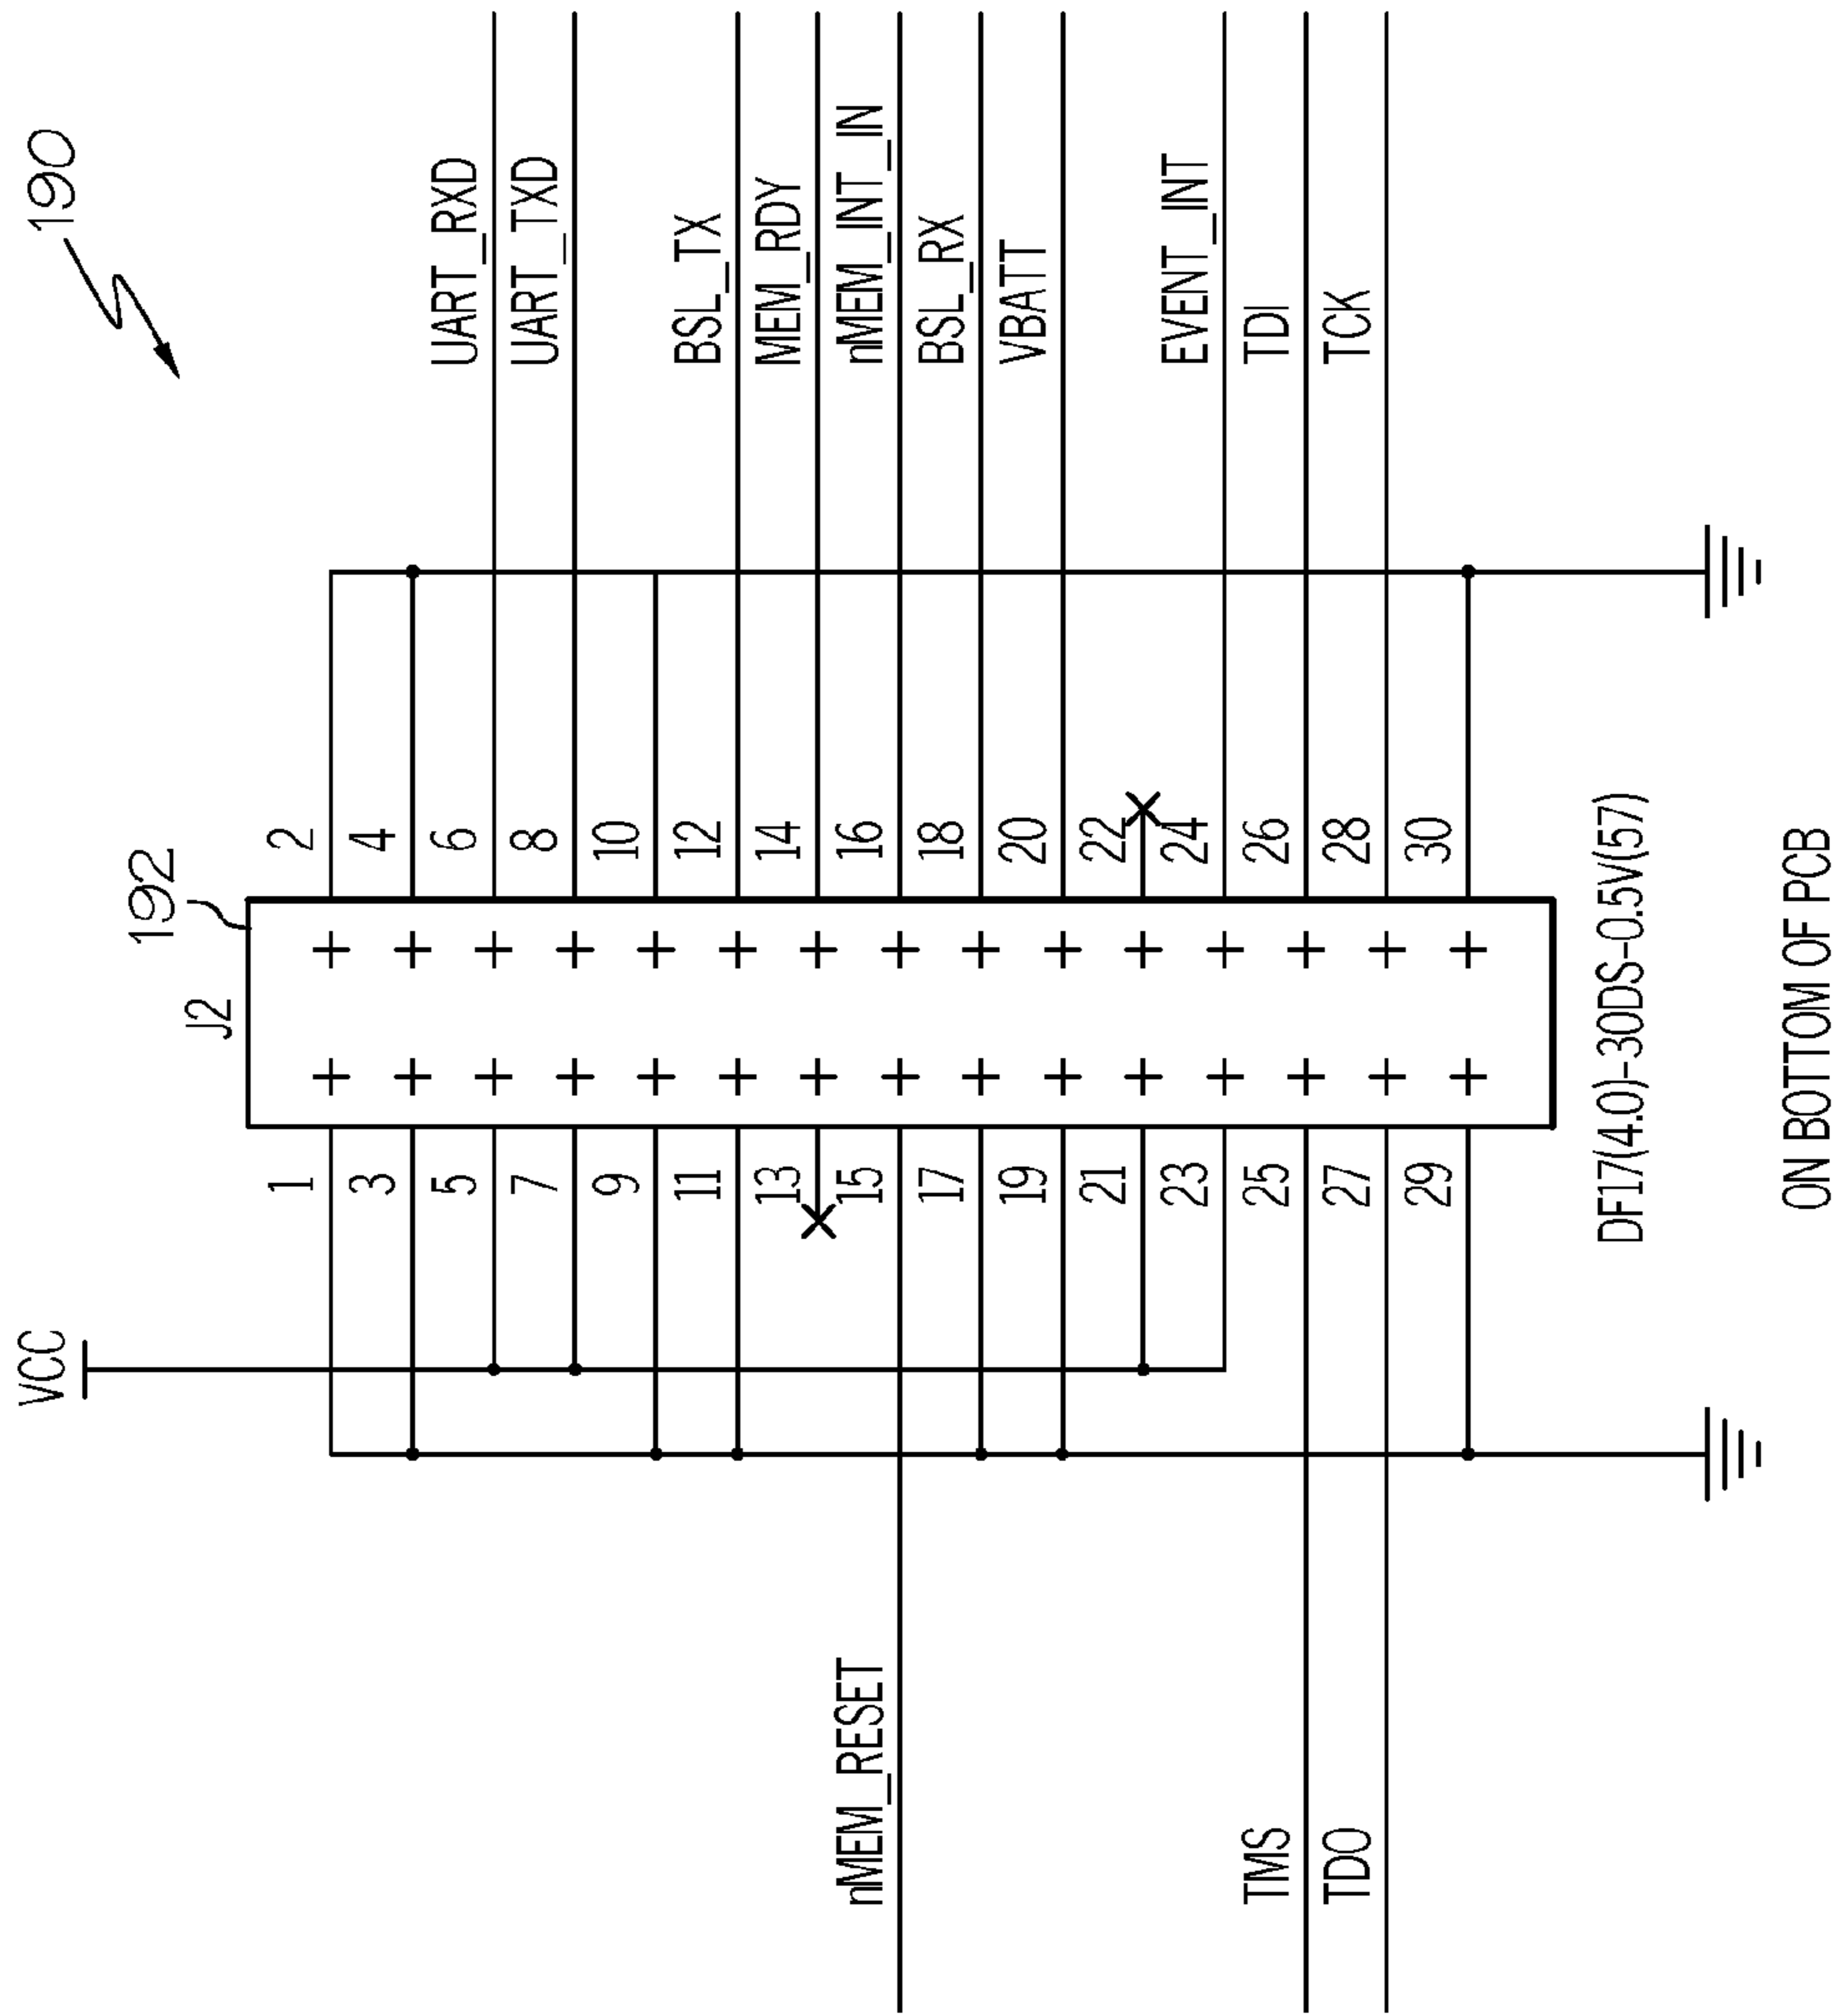 190
192
J2
VCC
1
2
3
4
5
6
UART_RXD
7
8
UART_TXD
9
10
11
12
BSL_TX
13
14
MEM_RDY
nMEM_RESET
15
16
nMEM_INT_IN
17
18
BSL_RX
19
20
VBATT
21
22
23
24
EVENT_INT
TMS
25
26
TDI
TDO
27
28
TCK
29
30
DF17(4.0)-30DS-0.5V(57)
ON BOTTOM OF PCB